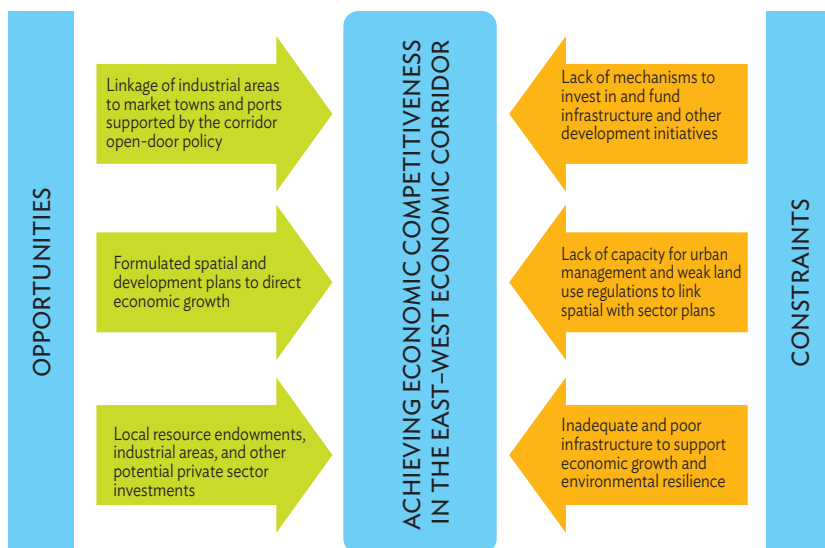 OPPORTUNITIES
Linkage of industrial areas
to market towns and ports
supported by the corridor
open-door policy
Formulated spatial and
development plans to direct
economic growth
Local resource endowments,
industrial areas, and other
potential private sector
investments
ACHIEVING ECONOMIC COMPETITIVENESS
IN THE EAST–WEST ECONOMIC CORRIDOR
Lack of mechanisms to
invest in and fund
infrastructure and other
development initiatives
Lack of capacity for urban
management and weak land
use regulations to link
spatial with sector plans
Inadequate and poor
infrastructure to support
economic growth and
environmental resilience
CONSTRAINTS